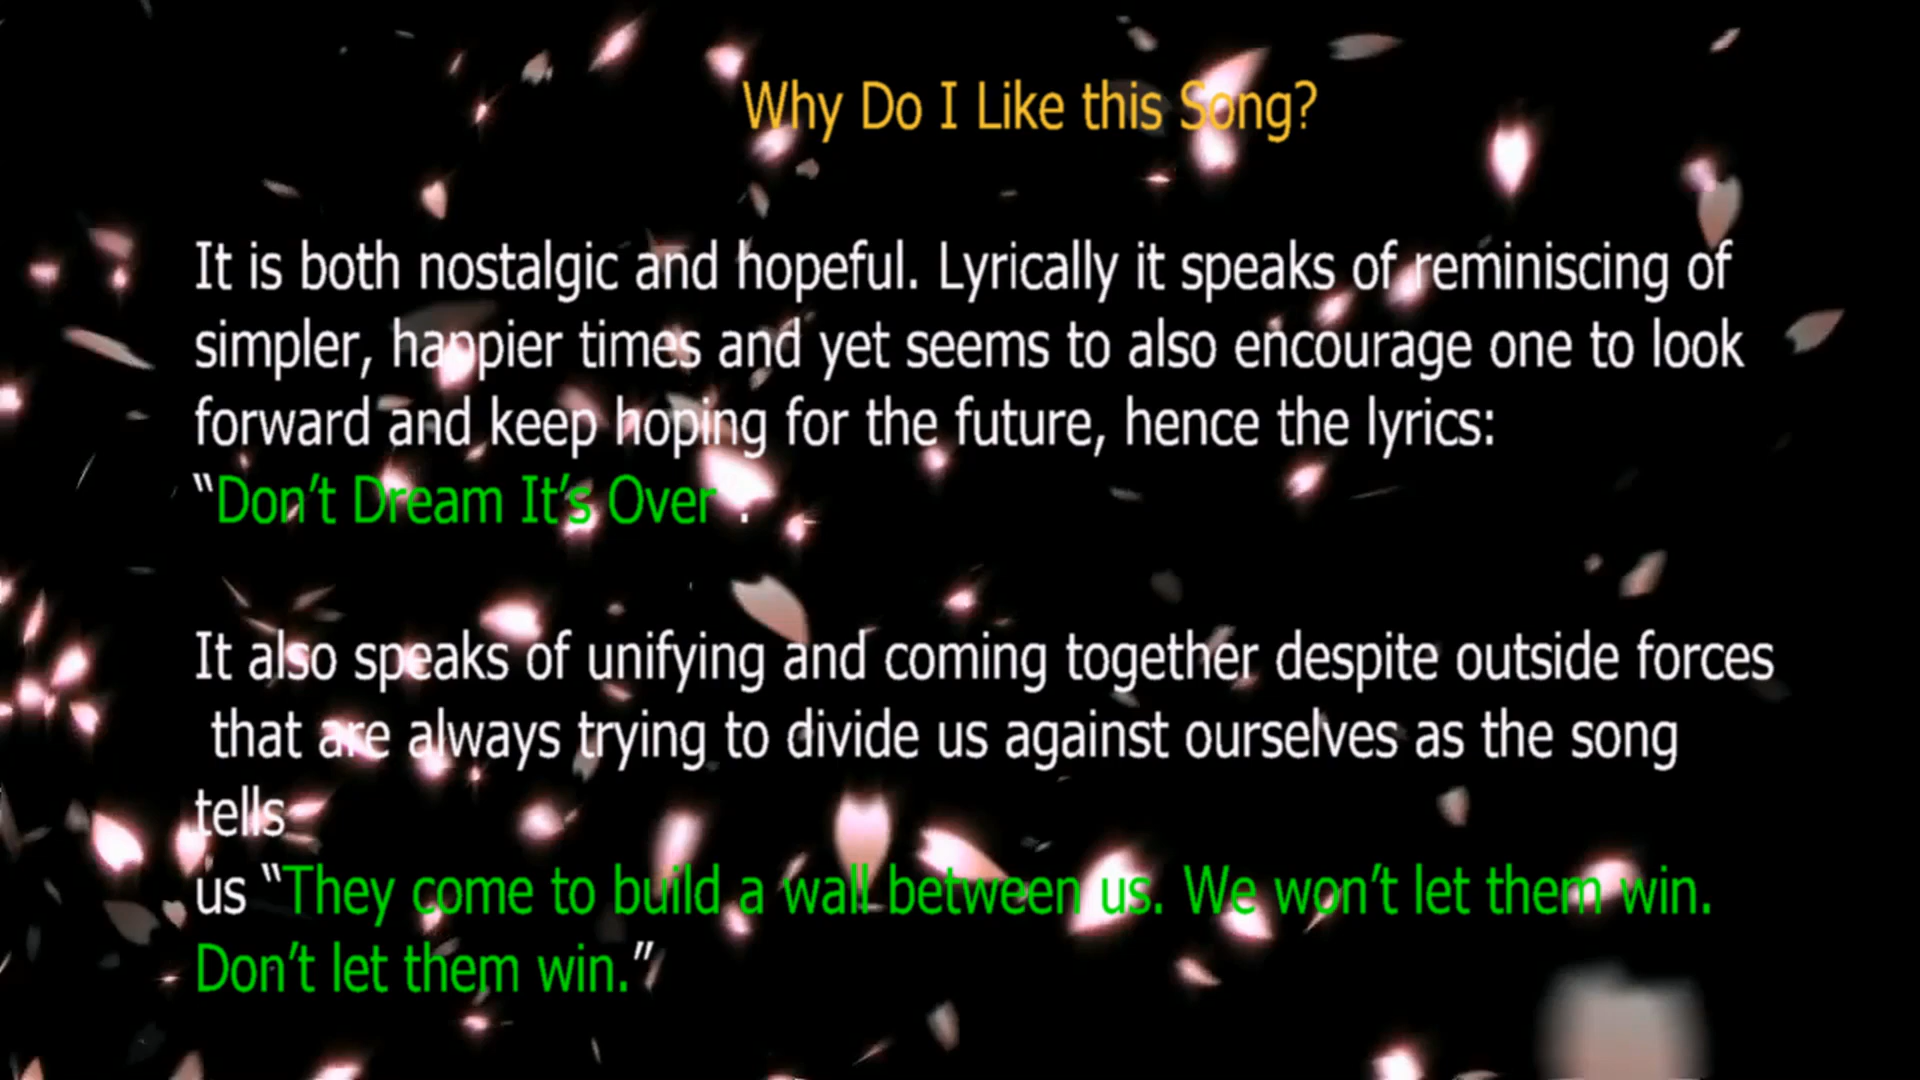 Why Do I Like this Song?
It is both nostalgic and hopeful. Lyrically it speaks of reminiscing of
simpler, happier times and yet seems to also encourage one to look
forward and keep hoping for the future, hence the lyrics:
“Don’t Dream It’s Over”.
It also speaks of unifying and coming together despite outside forces
that are always trying to divide us against ourselves as the song
tells
us “They come to build a wall between us. We won’t let them win.
Don’t let them win.”